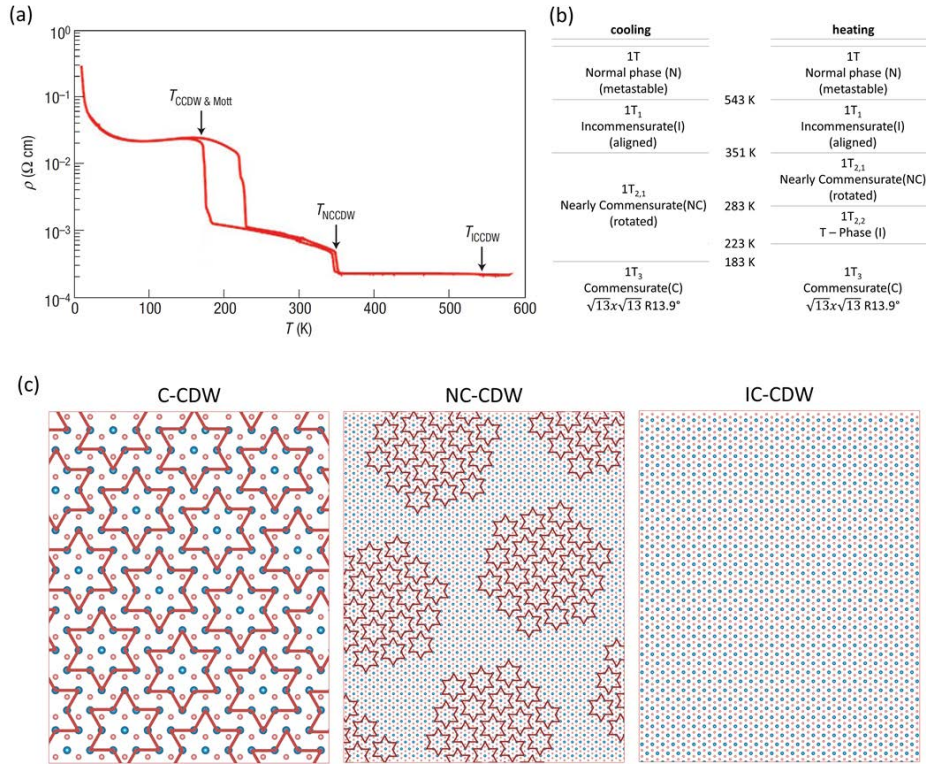 (a)
10⁰
10⁻¹
10⁻²
10⁻³
10⁻⁴
ρ (Ω cm)
T_CCDW & Mott
T_NCCDW
T_ICCDW
0
100
200
300
400
500
600
T (K)
(b)
cooling
heating
1T
Normal phase (N)
(metastable)
1T
Normal phase (N)
(metastable)
543 K
1T₁
Incommensurate(I)
(aligned)
1T₁
Incommensurate(I)
(aligned)
351 K
1T₂,₁
Nearly Commensurate(NC)
(rotated)
1T₂,₁
Nearly Commensurate(NC)
(rotated)
283 K
1T₂,₂
T – Phase (I)
223 K
183 K
1T₃
Commensurate(C)
√13x√13 R13.9°
1T₃
Commensurate(C)
√13x√13 R13.9°
(c)
C-CDW
NC-CDW
IC-CDW